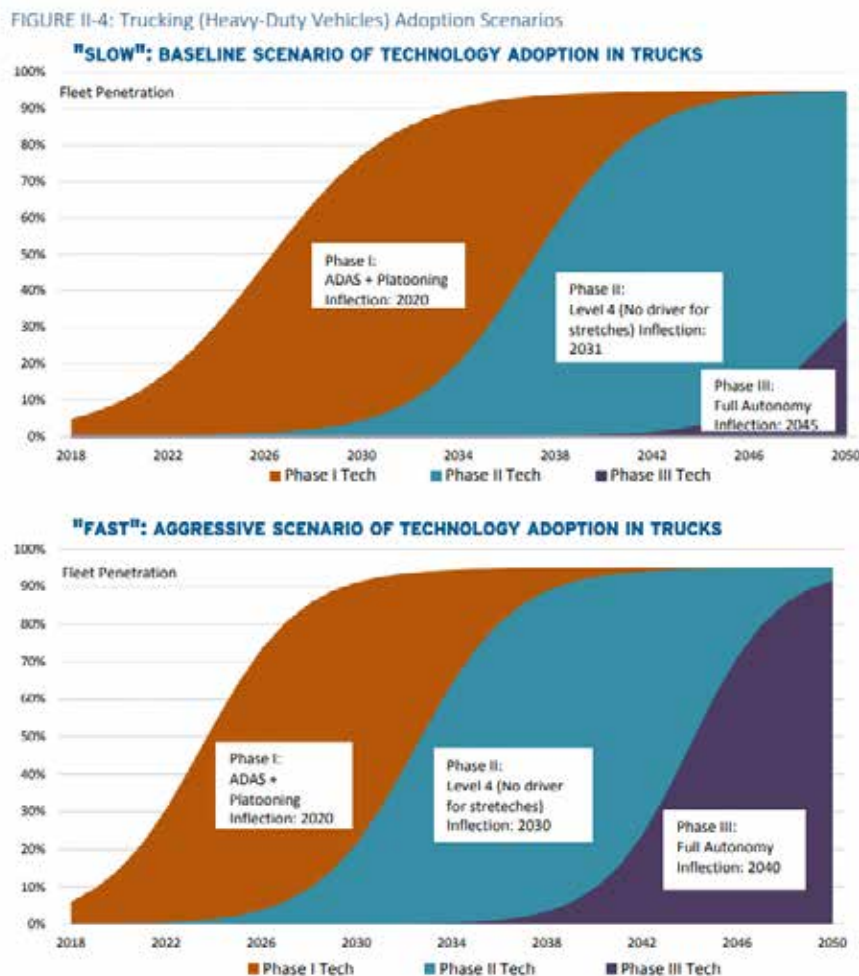 FIGURE II-4: Trucking (Heavy-Duty Vehicles) Adoption Scenarios
"SLOW": BASELINE SCENARIO OF TECHNOLOGY ADOPTION IN TRUCKS
100%
Fleet Penetration
90%
80%
70%
60%
50%
40%
30%
20%
10%
0%
Phase I:
ADAS + Platooning
Inflection: 2020
Phase II:
Level 4 (No driver for
stretches) Inflection:
2031
Phase III:
Full Autonomy
Inflection: 2045
2018 2022 2026 2030 2034 2038 2042 2046 2050
Phase I Tech Phase II Tech Phase III Tech
"FAST": AGGRESSIVE SCENARIO OF TECHNOLOGY ADOPTION IN TRUCKS
100%
Fleet Penetration
90%
80%
70%
60%
50%
40%
30%
20%
10%
0%
Phase I:
ADAS +
Platooning
Inflection: 2020
Phase II:
Level 4 (No driver
for streteches)
Inflection: 2030
Phase III:
Full Autonomy
Inflection: 2040
2018 2022 2026 2030 2034 2038 2042 2046 2050
Phase I Tech Phase II Tech Phase III Tech